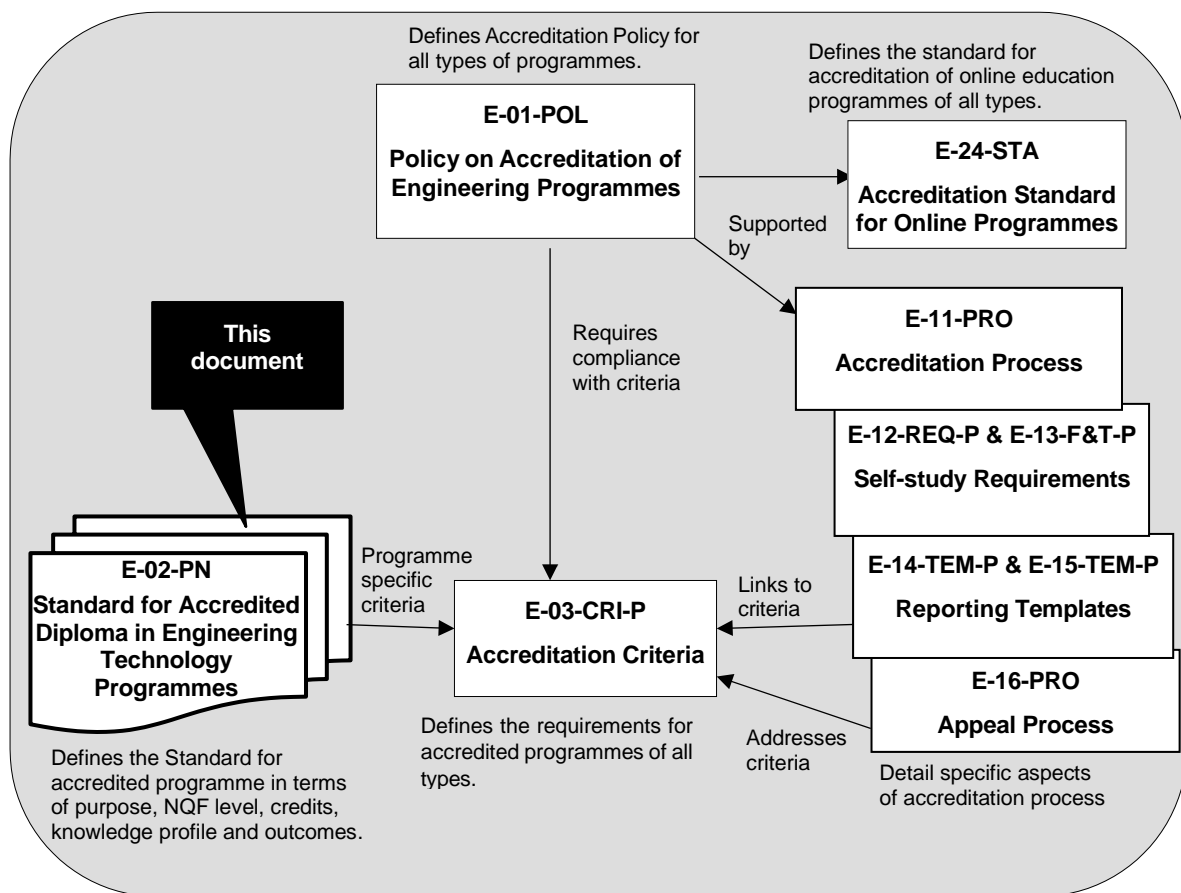 Defines Accreditation Policy for
all types of programmes.
Defines the standard for
accreditation of online education
programmes of all types.
E-01-POL
Policy on Accreditation of
Engineering Programmes
E-24-STA
Accreditation Standard
for Online Programmes
Supported
by
This
document
Requires
compliance
with criteria
E-11-PRO
Accreditation Process
E-12-REQ-P & E-13-F&T-P
Self-study Requirements
E-02-PN
Standard for Accredited
Diploma in Engineering
Technology
Programmes
Programme
specific
criteria
E-03-CRI-P
Accreditation Criteria
Links to
criteria
E-14-TEM-P & E-15-TEM-P
Reporting Templates
E-16-PRO
Appeal Process
Defines the Standard for
accredited programme in terms
of purpose, NQF level, credits,
knowledge profile and outcomes.
Defines the requirements for
accredited programmes of all
types.
Addresses
criteria
Detail specific aspects
of accreditation process